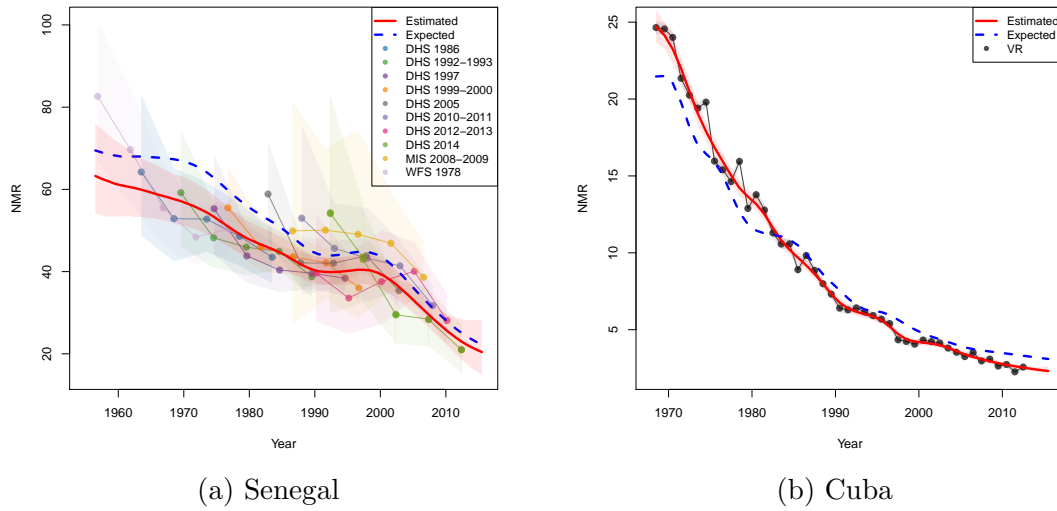 Estimated
Expected
DHS 1986
DHS 1992−1993
DHS 1997
DHS 1999−2000
DHS 2005
DHS 2010−2011
DHS 2012−2013
DHS 2014
MIS 2008−2009
WFS 1978
NMR
100
80
60
40
20
1960 1970 1980 1990 2000 2010
Year
(a) Senegal
Estimated
Expected
VR
NMR
25
20
15
10
5
1970 1980 1990 2000 2010
Year
(b) Cuba